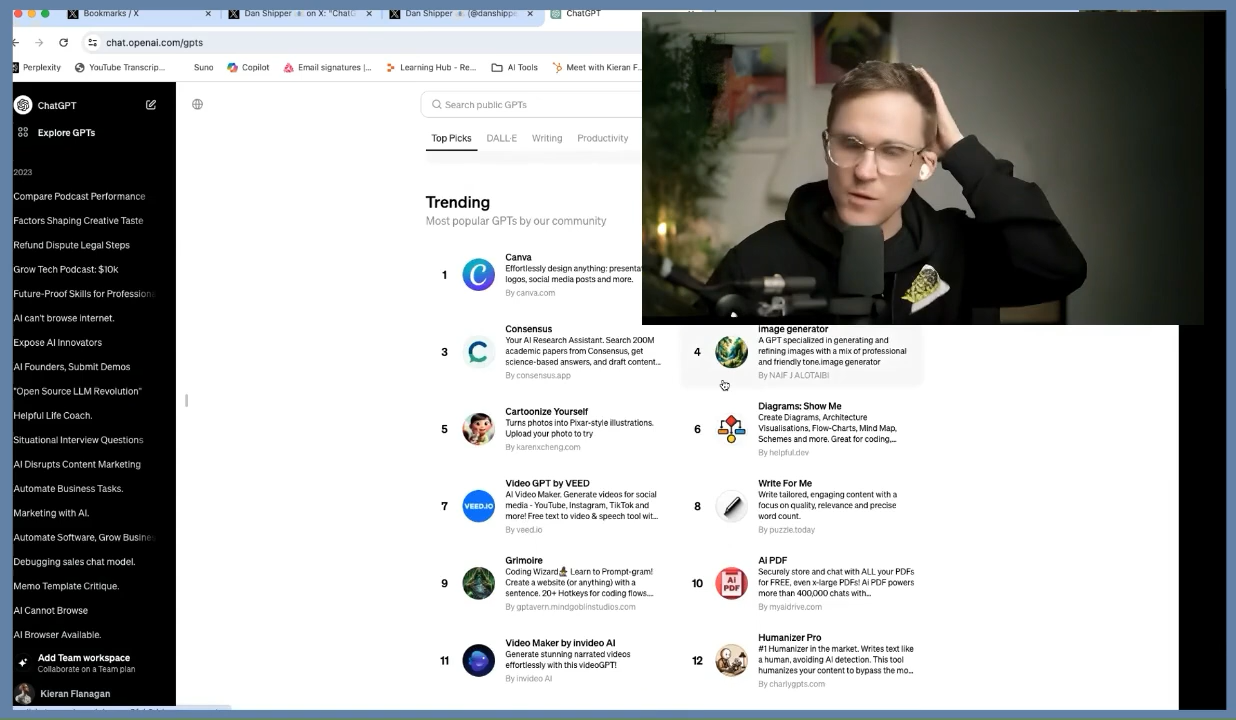 Bookmarks / X
Dan Shipper on X: "ChatG
Dan Shipper (@danshippe
ChatGPT
chat.openai.com/gpts
Perplexity
YouTube Transcrip...
Suno
Copilot
Email signatures |...
Learning Hub - Re...
AI Tools
Meet with Kieran F...
ChatGPT
Explore GPTs
2023
Compare Podcast Performance
Factors Shaping Creative Taste
Refund Dispute Legal Steps
Grow Tech Podcast: $10k
Future-Proof Skills for Profession
AI can't browse internet.
Expose AI Innovators
AI Founders, Submit Demos
"Open Source LLM Revolution"
Helpful Life Coach.
Situational Interview Questions
AI Disrupts Content Marketing
Automate Business Tasks.
Marketing with AI.
Automate Software, Grow Busine
Debugging sales chat model.
Memo Template Critique.
AI Cannot Browse
AI Browser Available.
Add Team workspace
Collaborate on a Team plan
Kieran Flanagan
Search public GPTs
Top Picks
DALL·E
Writing
Productivity
Trending
Most popular GPTs by our community
1
Canva
Effortlessly design anything: presentat
logos, social media posts and more.
By canva.com
3
Consensus
Your AI Research Assistant. Search 200M
academic papers from Consensus, get
science-based answers, and draft content...
By consensus.app
4
image generator
A GPT specialized in generating and
refining images with a mix of professional
and friendly tone.image generator
By NAIF J ALOTAIBI
5
Cartoonize Yourself
Turns photos into Pixar-style illustrations.
Upload your photo to try
By karenxcheng.com
6
Diagrams: Show Me
Create Diagrams, Architecture
Visualisations, Flow-Charts, Mind Map,
Schemes and more. Great for coding,...
By helpful.dev
7
VEED.IO
Video GPT by VEED
AI Video Maker. Generate videos for social
media - YouTube, Instagram, TikTok and
more! Free text to video & speech tool wit...
By veed.io
8
Write For Me
Write tailored, engaging content with a
focus on quality, relevance and precise
word count.
By puzzle.today
9
Grimoire
Coding Wizard Learn to Prompt-gram!
Create a website (or anything) with a
sentence. 20+ Hotkeys for coding flows...
By gptavern.mindgoblinstudios.com
10
AI
PDF
AI PDF
Securely store and chat with ALL your PDFs
for FREE, even x-large PDFs! AI PDF powers
more than 400,000 chats with...
By myaidrive.com
11
Video Maker by invideo AI
Generate stunning narrated videos
effortlessly with this videoGPT!
By invideo AI
12
Humanizer Pro
#1 Humanizer in the market. Writes text like
a human, avoiding AI detection. This tool
humanizes your content to bypass the mo...
By charlygpts.com